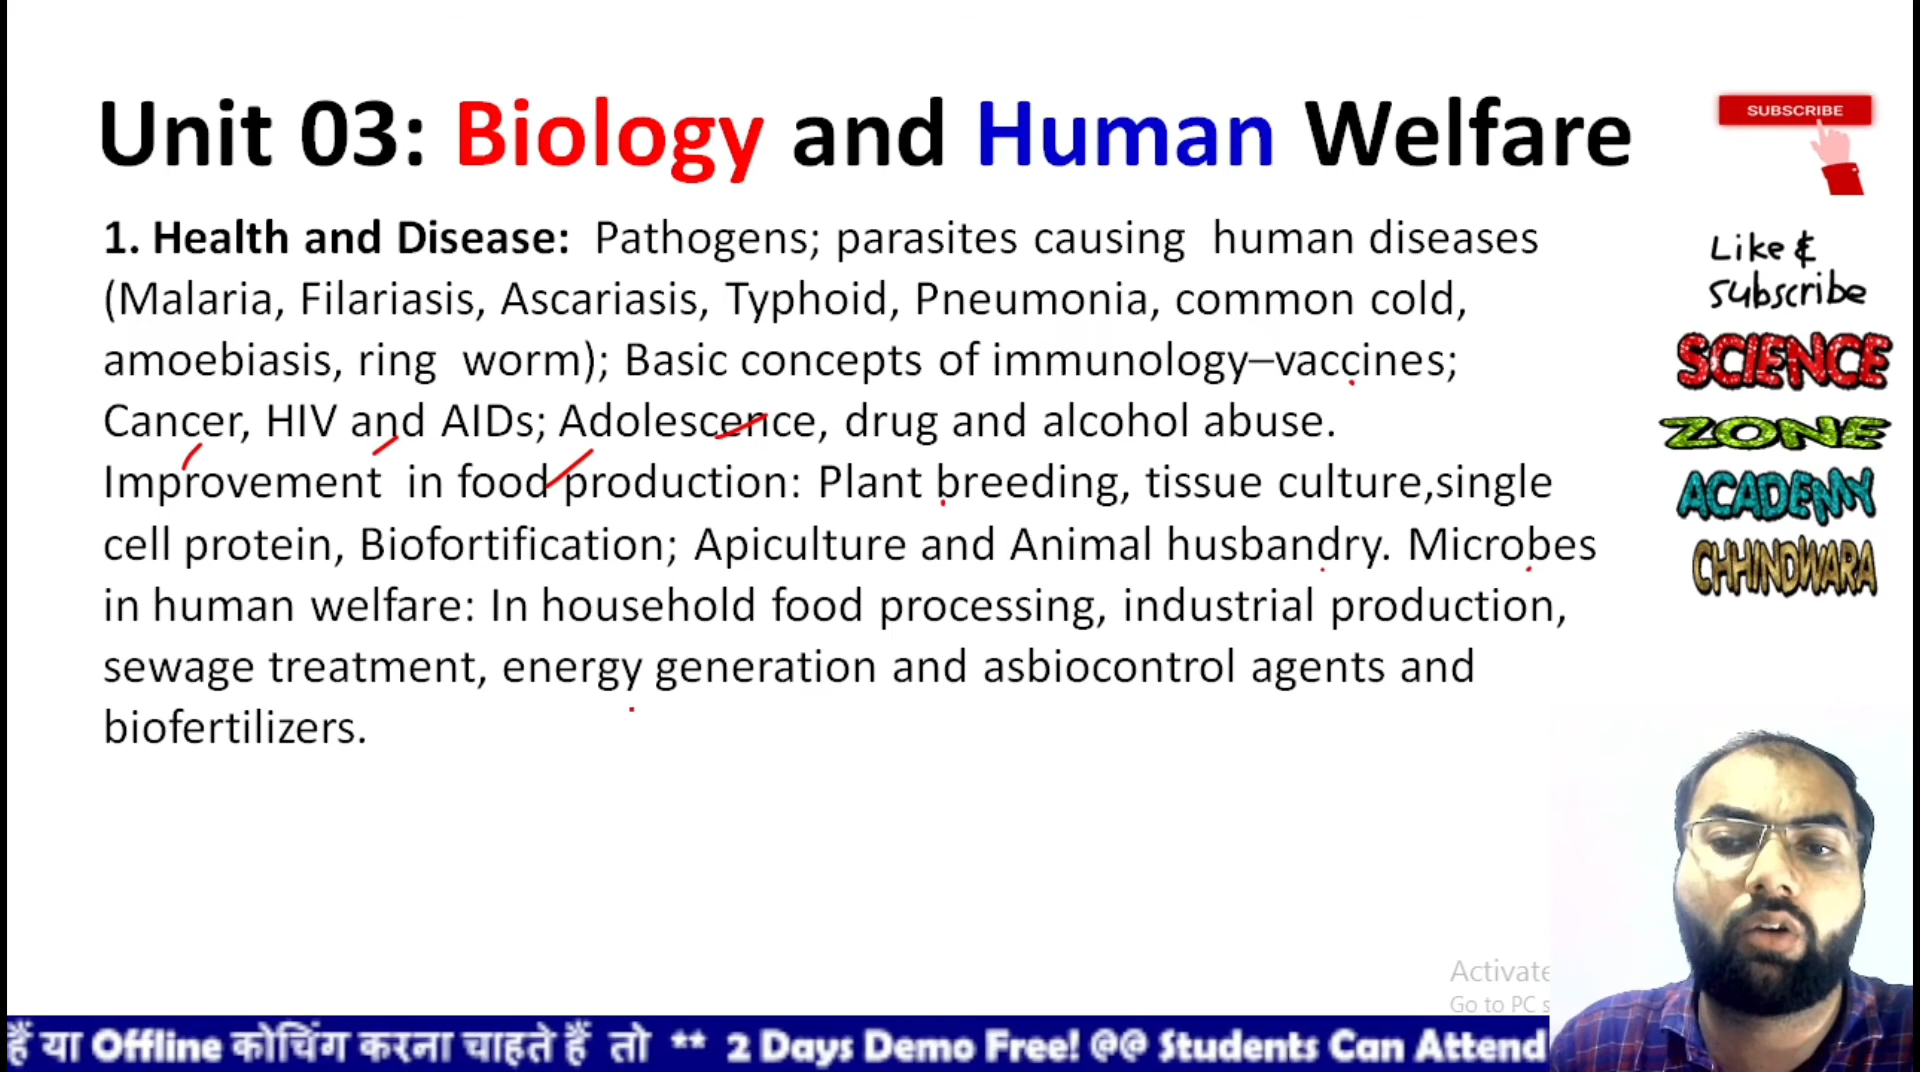 Unit 03: Biology and Human Welfare
SUBSCRIBE
1. Health and Disease: Pathogens; parasites causing human diseases
(Malaria, Filariasis, Ascariasis, Typhoid, Pneumonia, common cold,
amoebiasis, ring worm); Basic concepts of immunology–vaccines;
Cancer, HIV and AIDs; Adolescence, drug and alcohol abuse.
Improvement in food production: Plant breeding, tissue culture,single
cell protein, Biofortification; Apiculture and Animal husbandry. Microbes
in human welfare: In household food processing, industrial production,
sewage treatment, energy generation and asbiocontrol agents and
biofertilizers.
Like &
Subscribe
SCIENCE
ZONE
ACADEMY
CHHINDWARA
Activate
Go to PC s
हैं या Offline कोचिंग करना चाहते हैं तो ** 2 Days Demo Free! @@ Students Can Attend